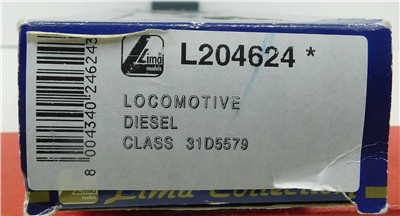 Lima
models
L204624 *
LOCOMOTIVE
DIESEL
CLASS 31D5579
8 004340 246243
Lima Collection